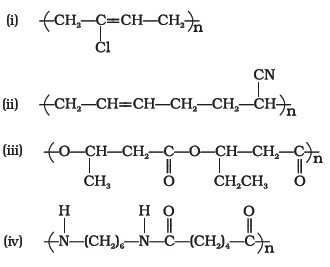 (i) –(CH₂–C=CH–CH₂)–n
Cl
CN
(ii) –(CH₂–CH=CH–CH₂–CH₂–CH)–n
(iii) –(O–CH–CH₂–C–O–CH–CH₂–C)–n
CH₃ O CH₂CH₃ O
H H O O
(iv) –(N–(CH₂)₆–N–C–(CH₂)₄–C)–n